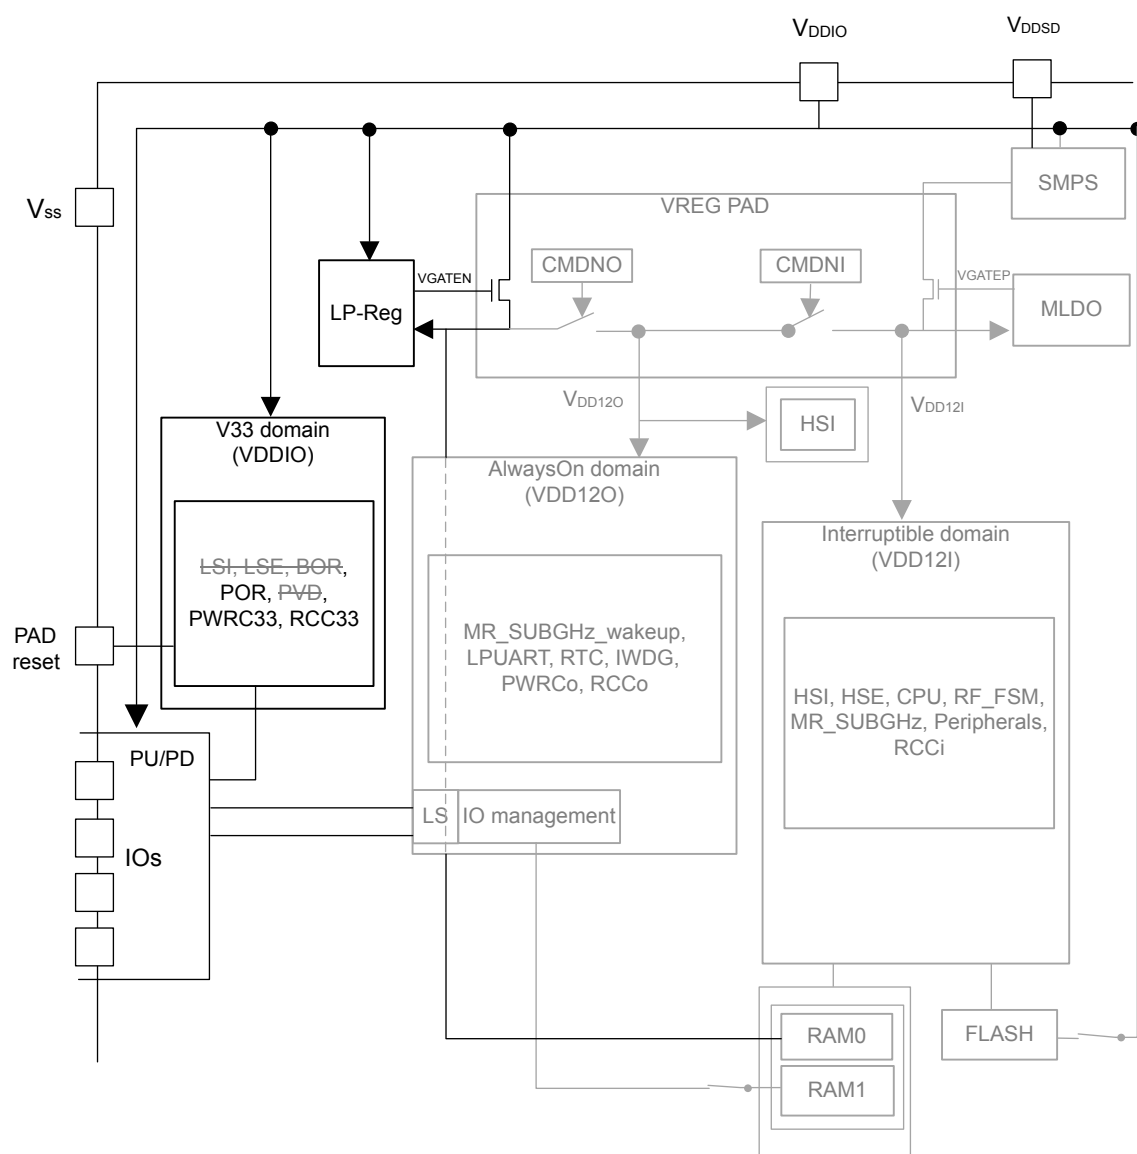 VDDIO
VDDSD
Vss
SMPS
VREG PAD
CMDNO
CMDNI
VGATEN
VGATEP
LP-Reg
MLDO
VDD12O
VDD12I
HSI
V33 domain
(VDDIO)
LSI, LSE, BOR,
POR, PVD,
PWRC33, RCC33
AlwaysOn domain
(VDD12O)
MR_SUBGHz_wakeup,
LPUART, RTC, IWDG,
PWRCo, RCCo
Interruptible domain
(VDD12I)
HSI, HSE, CPU, RF_FSM,
MR_SUBGHz, Peripherals,
RCCi
PAD
reset
PU/PD
IOs
LS
IO management
RAM0
RAM1
FLASH